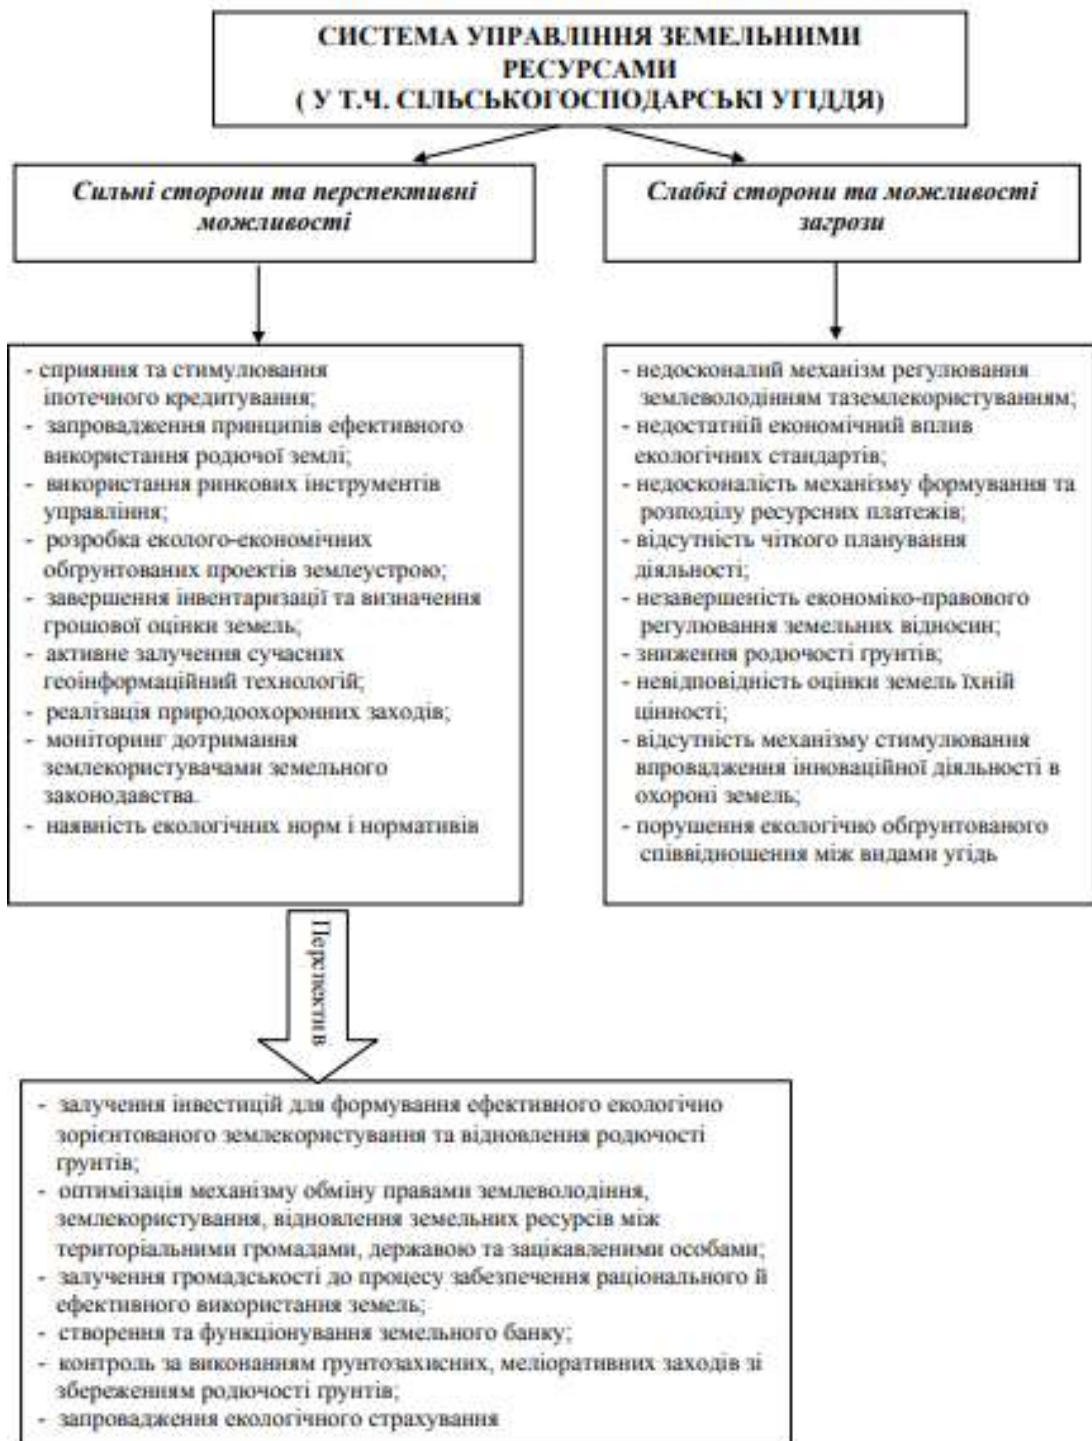 СИСТЕМА УПРАВЛІННЯ ЗЕМЕЛЬНИМИ
РЕСУРСАМИ
( У Т.Ч. СІЛЬСЬКОГОСПОДАРСЬКІ УГІДДЯ)
Сильні сторони та перспективні
можливості
Слабкі сторони та можливості
загрози
- сприяння та стимулювання
іпотечного кредитування;
- запровадження принципів ефективного
використання родючої землі;
- використання ринкових інструментів
управління;
- розробка еколого-економічних
обґрунтованих проектів землеустрою;
- завершення інвентаризації та визначення
грошової оцінки земель;
- активне залучення сучасних
геоінформаційний технологій;
- реалізація природоохоронних заходів;
- моніторинг дотримання
землекористувачами земельного
законодавства.
- наявність екологічних норм і нормативів
- недосконалий механізм регулювання
землеволодінням таземлекористуванням;
- недостатній економічний вплив
екологічних стандартів;
- недосконалість механізму формування та
розподілу ресурсних платежів;
- відсутність чіткого планування
діяльності;
- незавершеність економіко-правового
регулювання земельних відносин;
- зниження родючості ґрунтів;
- невідповідність оцінки земель їхній
цінності;
- відсутність механізму стимулювання
впровадження інноваційної діяльності в
охороні земель;
- порушення екологічно обґрунтованого
співвідношення між видами угідь
Перспектив
- залучення інвестицій для формування ефективного екологічно
зорієнтованого землекористування та відновлення родючості
ґрунтів;
- оптимізація механізму обміну правами землеволодіння,
землекористування, відновлення земельних ресурсів між
територіальними громадами, державою та зацікавленими особами;
- залучення громадськості до процесу забезпечення раціонального й
ефективного використання земель;
- створення та функціонування земельного банку;
- контроль за виконанням ґрунтозахисних, меліоративних заходів зі
збереженням родючості ґрунтів;
- запровадження екологічного страхування